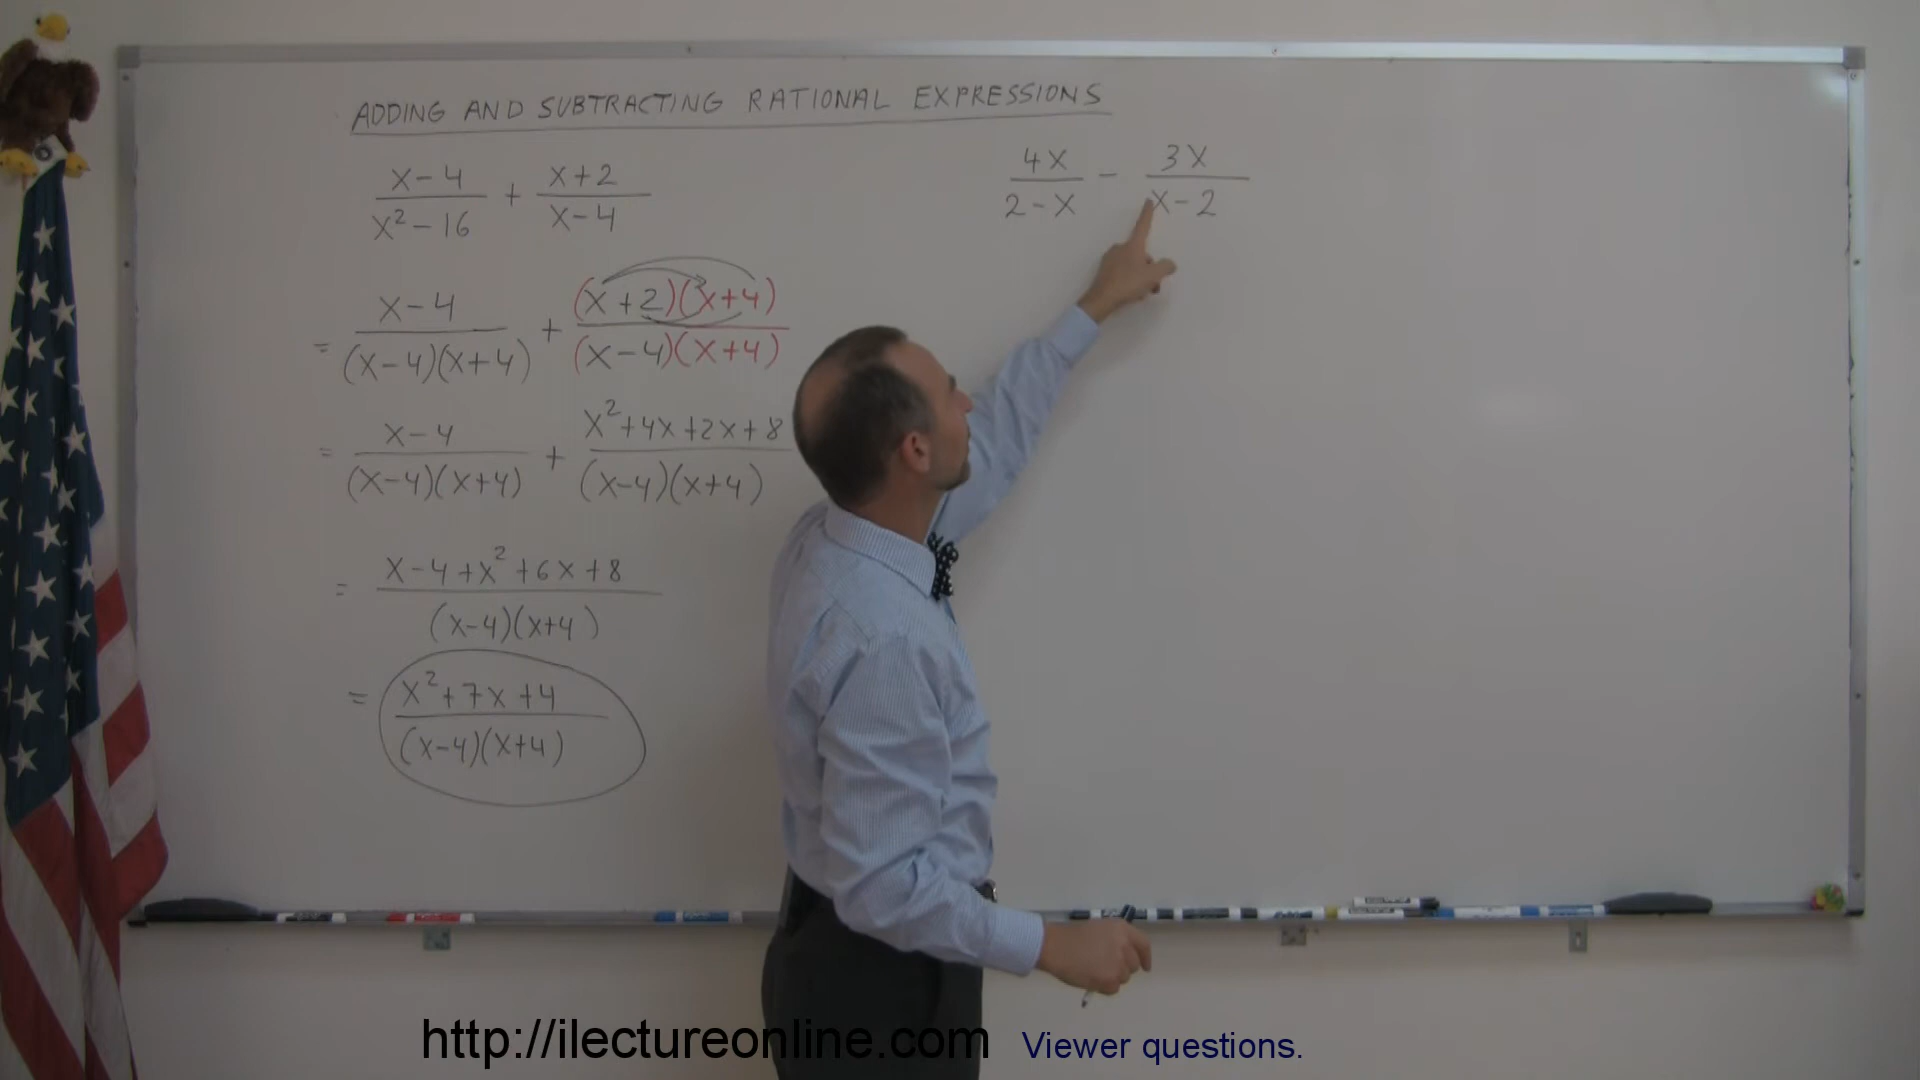 ADDING AND SUBTRACTING RATIONAL EXPRESSIONS
x-4 / x²-16 + x+2 / x-4
= x-4 / (x-4)(x+4) + (x+2)(x+4) / (x-4)(x+4)
= x-4 / (x-4)(x+4) + x²+4x+2x+8 / (x-4)(x+4)
= x-4+x²+6x+8 / (x-4)(x+4)
= x²+7x+4 / (x-4)(x+4)
4x / 2-x - 3x / x-2
http://ilectureonline.com Viewer questions.